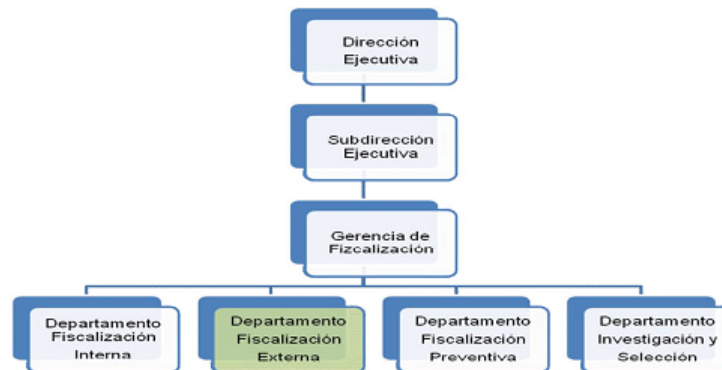 Dirección
Ejecutiva
Subdirección
Ejecutiva
Gerencia de
Fizcalización
Departamento
Fiscalización
Interna
Departamento
Fiscalización
Externa
Departamento
Fiscalización
Preventiva
Departamento
Investigación y
Selección